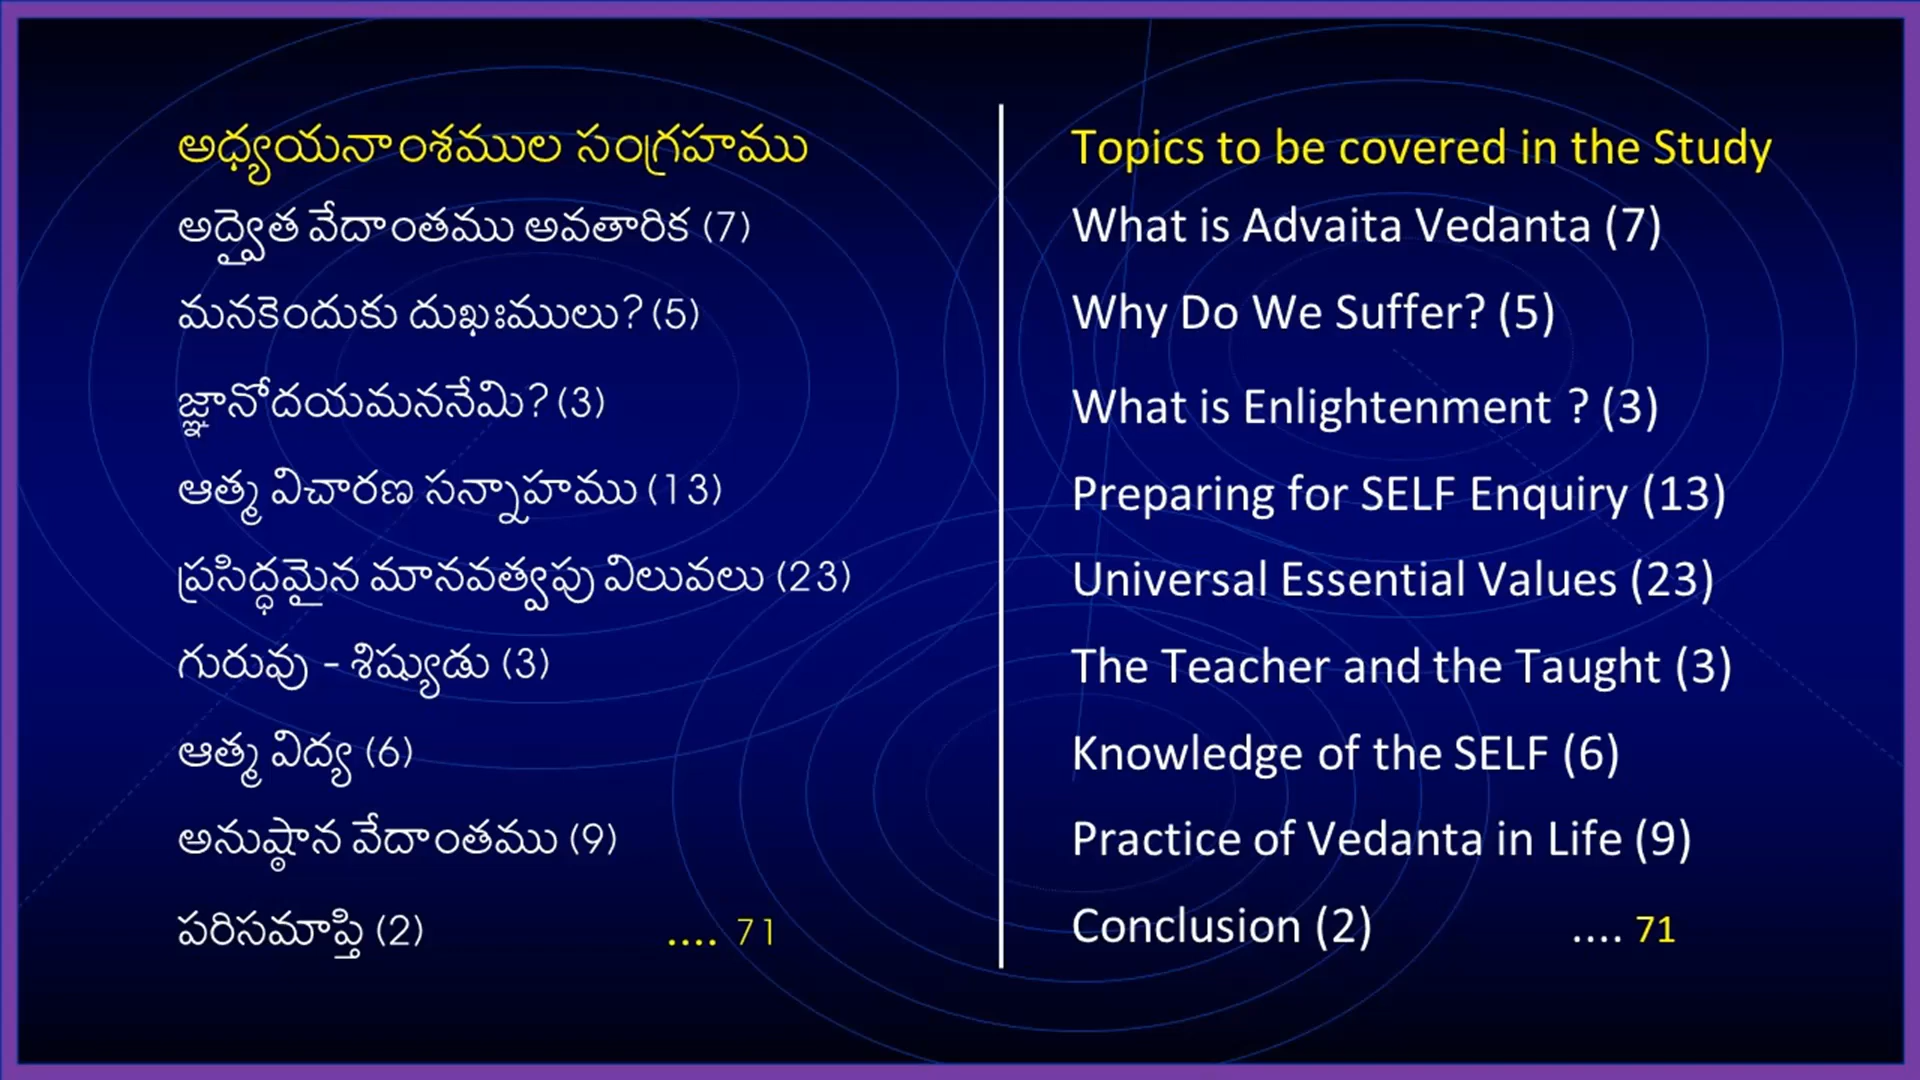 అధ్యయనాంశముల సంగ్రహము
అద్వైత వేదాంతము అవతారిక (7)
మనకెందుకు దుఖఃములు? (5)
జ్ఞానోదయమననేమి? (3)
ఆత్మ విచారణ సన్నాహము (13)
ప్రసిద్ధమైన మానవత్వపు విలువలు (23)
గురువు - శిష్యుడు (3)
ఆత్మ విద్య (6)
అనుష్ఠాన వేదాంతము (9)
పరిసమాప్తి (2) .... 71
Topics to be covered in the Study
What is Advaita Vedanta (7)
Why Do We Suffer? (5)
What is Enlightenment ? (3)
Preparing for SELF Enquiry (13)
Universal Essential Values (23)
The Teacher and the Taught (3)
Knowledge of the SELF (6)
Practice of Vedanta in Life (9)
Conclusion (2) .... 71